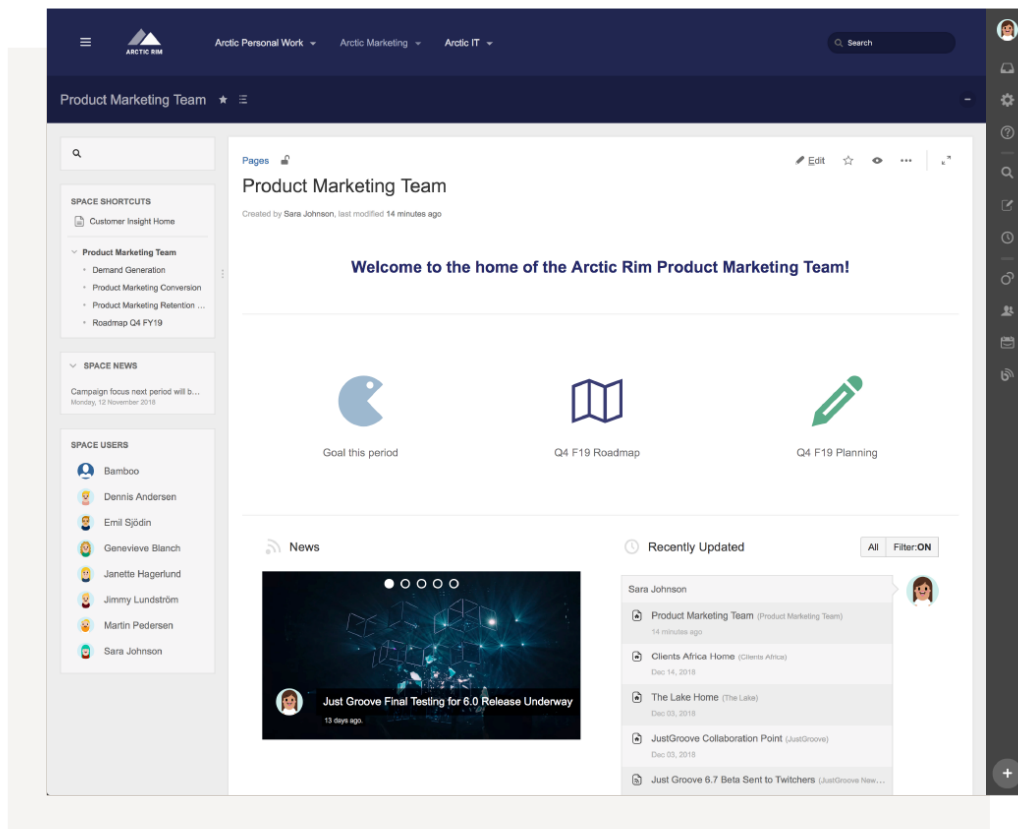 ARCTIC RIM
Arctic Personal Work
Arctic Marketing
Arctic IT
Search
Product Marketing Team
SPACE SHORTCUTS
Customer Insight Home
Product Marketing Team
Demand Generation
Product Marketing Conversion
Product Marketing Retention ...
Roadmap Q4 FY19
SPACE NEWS
Campaign focus next period will b...
Monday, 12 November 2018
SPACE USERS
Bamboo
Dennis Andersen
Emil Sjödin
Genevieve Blanch
Janette Hagerlund
Jimmy Lundström
Martin Pedersen
Sara Johnson
Pages
Edit
Product Marketing Team
Created by Sara Johnson, last modified 14 minutes ago
Welcome to the home of the Arctic Rim Product Marketing Team!
Goal this period
Q4 F19 Roadmap
Q4 F19 Planning
News
Just Groove Final Testing for 6.0 Release Underway
13 days ago.
Recently Updated
All
Filter:ON
Sara Johnson
Product Marketing Team (Product Marketing Team)
14 minutes ago
Clients Africa Home (Clients Africa)
Dec 14, 2018
The Lake Home (The Lake)
Dec 03, 2018
JustGroove Collaboration Point (JustGroove)
Dec 03, 2018
Just Groove 6.7 Beta Sent to Twitchers (JustGroove New...